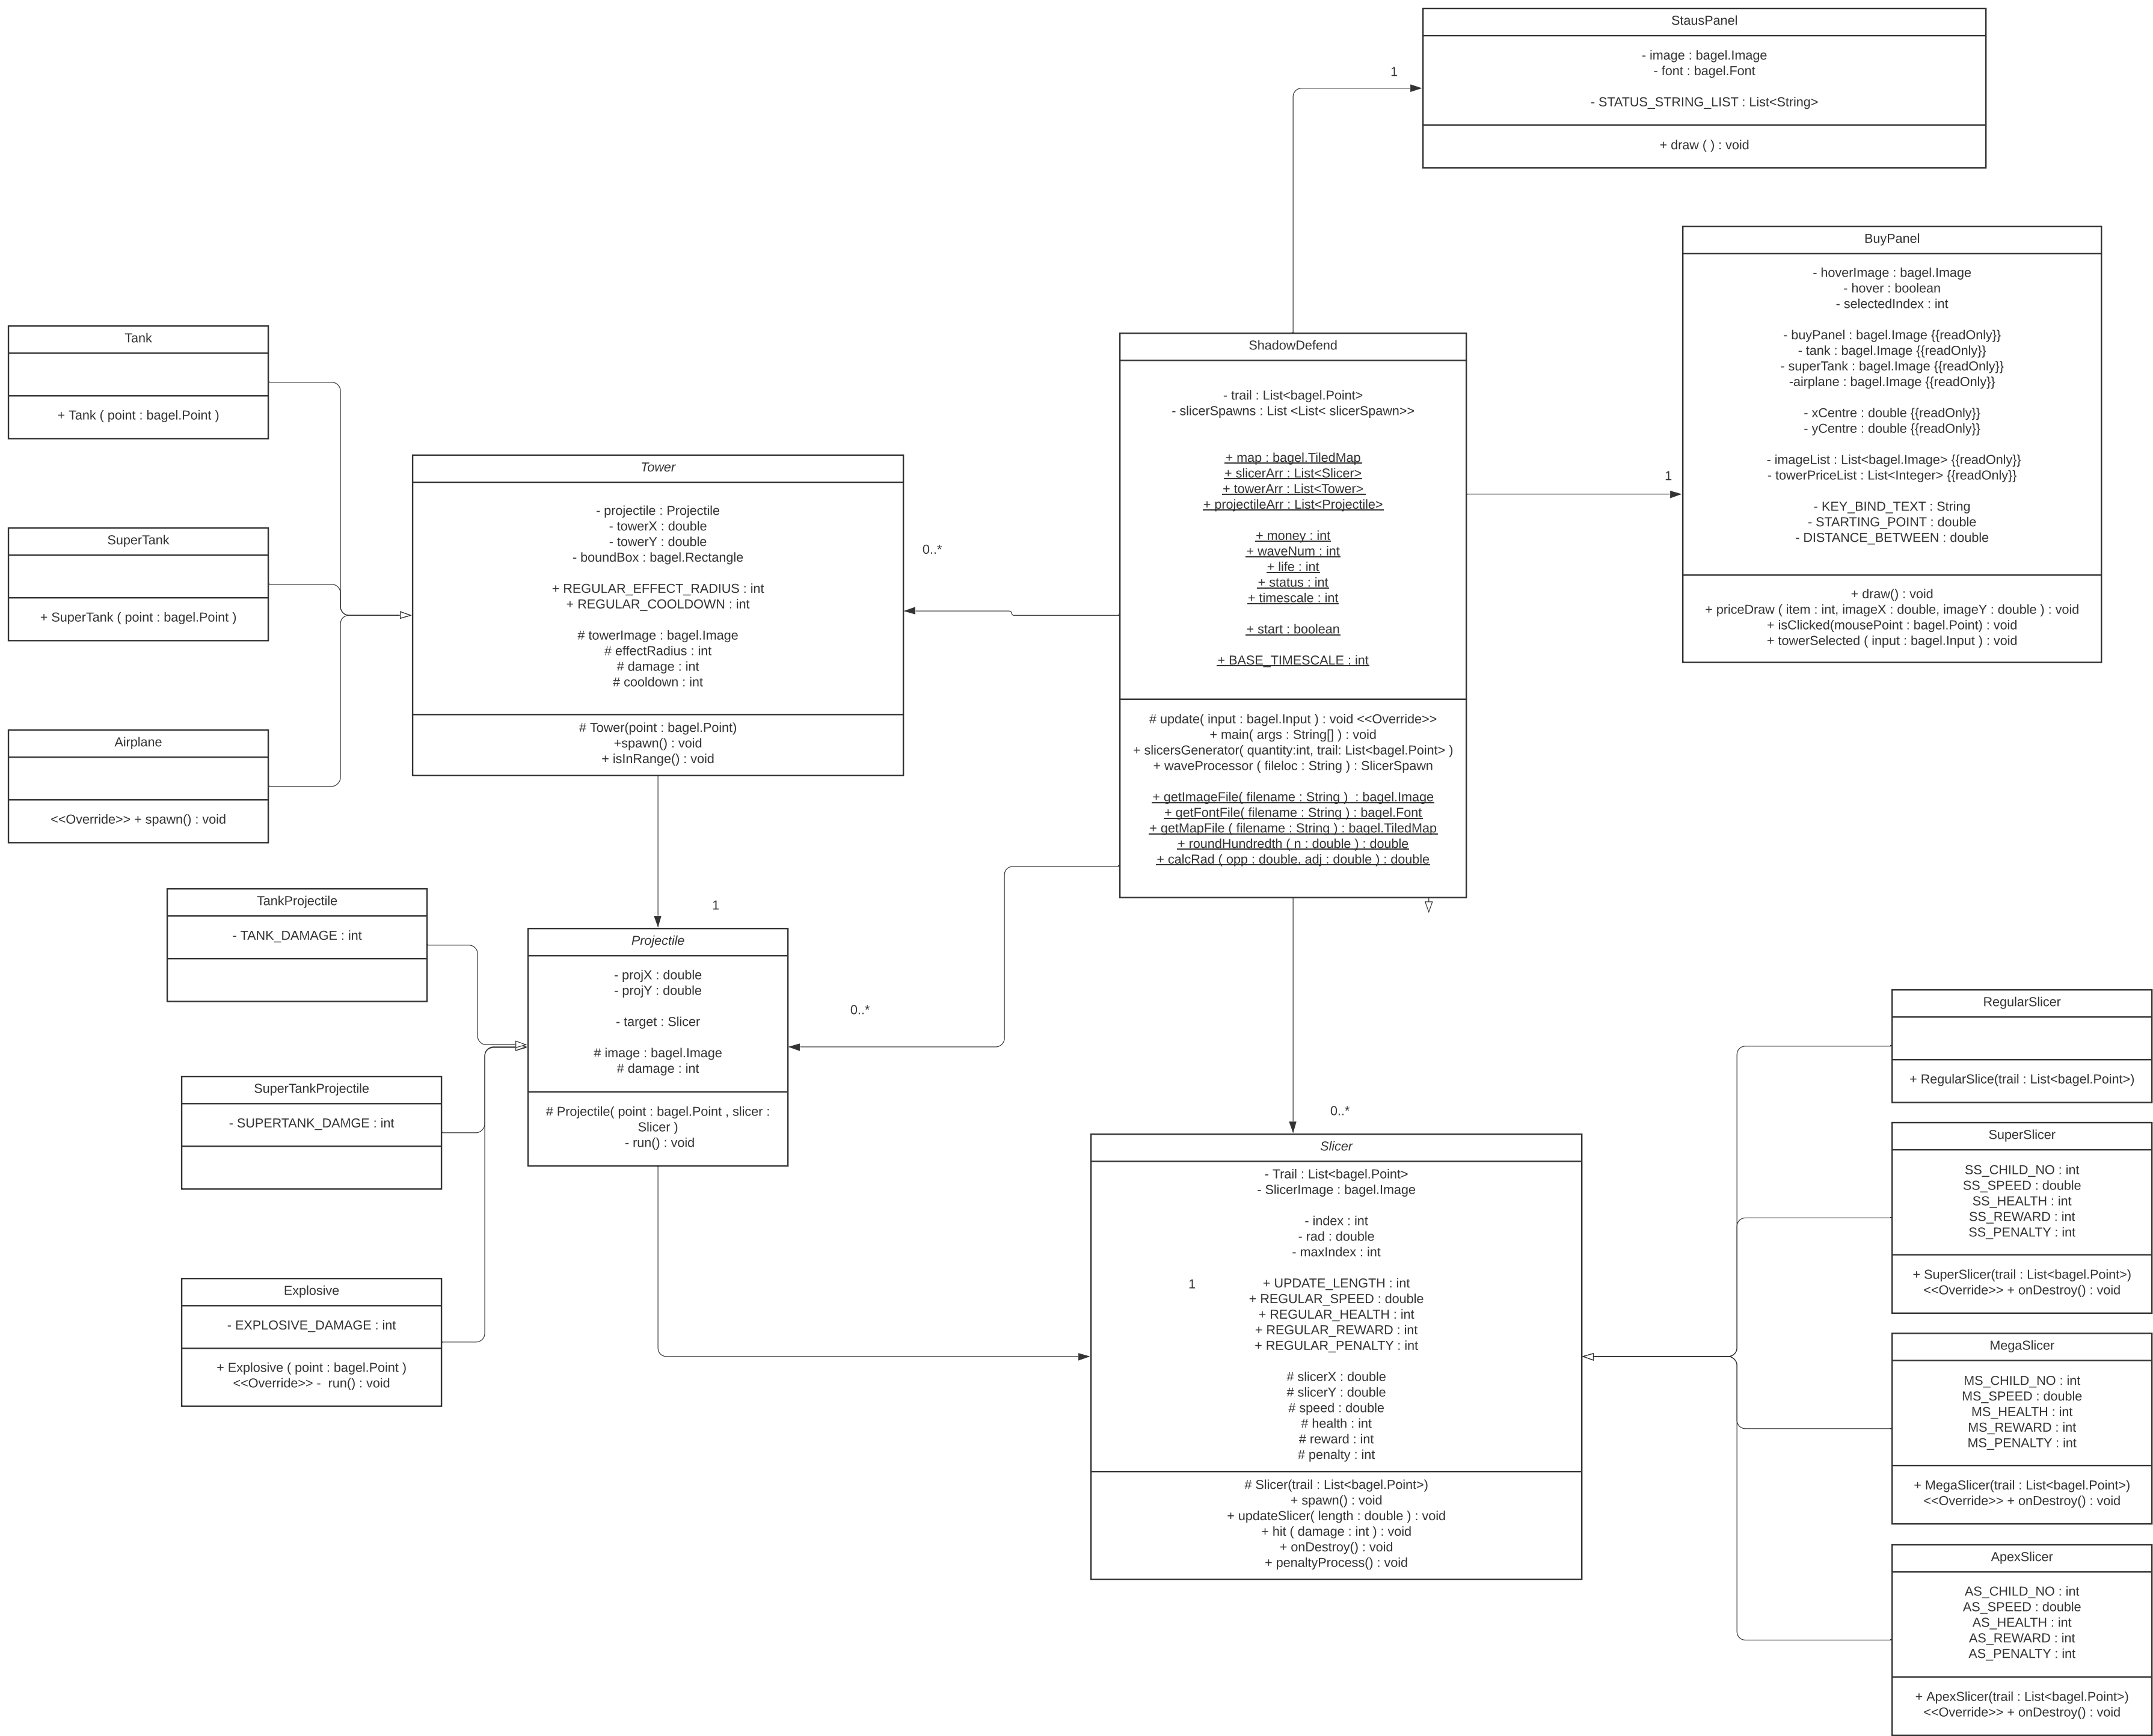 StausPanel
- image : bagel.Image
- font : bagel.Font
- STATUS_STRING_LIST : List<String>
+ draw ( ) : void
1
BuyPanel
- hoverImage : bagel.Image
- hover : boolean
- selectedIndex : int
- buyPanel : bagel.Image {{readOnly}}
- tank : bagel.Image {{readOnly}}
- superTank : bagel.Image {{readOnly}}
-airplane : bagel.Image {{readOnly}}
- xCentre : double {{readOnly}}
- yCentre : double {{readOnly}}
- imageList : List<bagel.Image> {{readOnly}}
- towerPriceList : List<Integer> {{readOnly}}
- KEY_BIND_TEXT : String
- STARTING_POINT : double
- DISTANCE_BETWEEN : double
+ draw() : void
+ priceDraw ( item : int, imageX : double, imageY : double ) : void
+ isClicked(mousePoint : bagel.Point) : void
+ towerSelected ( input : bagel.Input ) : void
1
ShadowDefend
- trail : List<bagel.Point>
- slicerSpawns : List <List< slicerSpawn>>
+ map : bagel.TiledMap
+ slicerArr : List<Slicer>
+ towerArr : List<Tower>
+ projectileArr : List<Projectile>
+ money : int
+ waveNum : int
+ life : int
+ status : int
+ timescale : int
+ start : boolean
+ BASE_TIMESCALE : int
# update( input : bagel.Input ) : void <<Override>>
+ main( args : String[] ) : void
+ slicersGenerator( quantity:int, trail: List<bagel.Point> )
+ waveProcessor ( fileloc : String ) : SlicerSpawn
+ getImageFile( filename : String )  : bagel.Image
+ getFontFile( filename : String ) : bagel.Font
+ getMapFile ( filename : String ) : bagel.TiledMap
+ roundHundredth ( n : double ) : double
+ calcRad ( opp : double, adj : double ) : double
Tank
+ Tank ( point : bagel.Point )
SuperTank
+ SuperTank ( point : bagel.Point )
Airplane
<<Override>> + spawn() : void
Tower
- projectile : Projectile
- towerX : double
- towerY : double
- boundBox : bagel.Rectangle
+ REGULAR_EFFECT_RADIUS : int
+ REGULAR_COOLDOWN : int
# towerImage : bagel.Image
# effectRadius : int
# damage : int
# cooldown : int
# Tower(point : bagel.Point)
+spawn() : void
+ isInRange() : void
0..*
1
TankProjectile
- TANK_DAMAGE : int
SuperTankProjectile
- SUPERTANK_DAMGE : int
Explosive
- EXPLOSIVE_DAMAGE : int
+ Explosive ( point : bagel.Point )
<<Override>> -  run() : void
Projectile
- projX : double
- projY : double
- target : Slicer
# image : bagel.Image
# damage : int
# Projectile( point : bagel.Point , slicer :
Slicer )
- run() : void
0..*
0..*
Slicer
- Trail : List<bagel.Point>
- SlicerImage : bagel.Image
- index : int
- rad : double
- maxIndex : int
1
+ UPDATE_LENGTH : int
+ REGULAR_SPEED : double
+ REGULAR_HEALTH : int
+ REGULAR_REWARD : int
+ REGULAR_PENALTY : int
# slicerX : double
# slicerY : double
# speed : double
# health : int
# reward : int
# penalty : int
# Slicer(trail : List<bagel.Point>)
+ spawn() : void
+ updateSlicer( length : double ) : void
+ hit ( damage : int ) : void
+ onDestroy() : void
+ penaltyProcess() : void
RegularSlicer
+ RegularSlice(trail : List<bagel.Point>)
SuperSlicer
SS_CHILD_NO : int
SS_SPEED : double
SS_HEALTH : int
SS_REWARD : int
SS_PENALTY : int
+ SuperSlicer(trail : List<bagel.Point>)
<<Override>> + onDestroy() : void
MegaSlicer
MS_CHILD_NO : int
MS_SPEED : double
MS_HEALTH : int
MS_REWARD : int
MS_PENALTY : int
+ MegaSlicer(trail : List<bagel.Point>)
<<Override>> + onDestroy() : void
ApexSlicer
AS_CHILD_NO : int
AS_SPEED : double
AS_HEALTH : int
AS_REWARD : int
AS_PENALTY : int
+ ApexSlicer(trail : List<bagel.Point>)
<<Override>> + onDestroy() : void